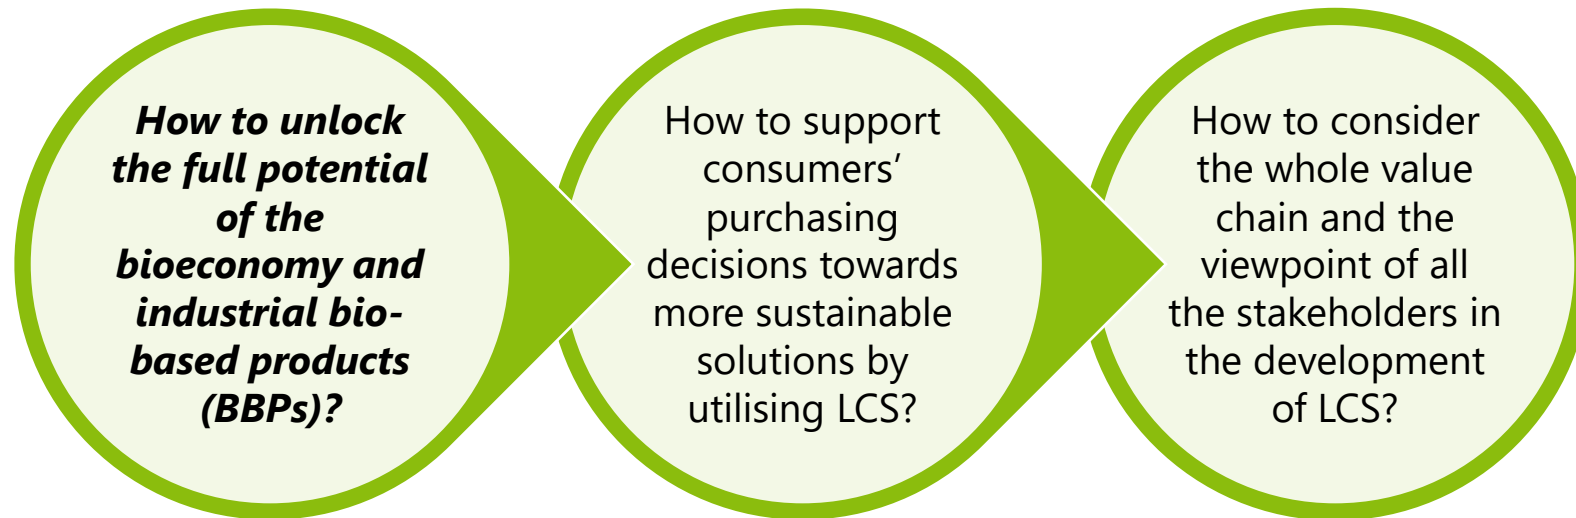 How to unlock
the full potential
of the
bioeconomy and
industrial bio-
based products
(BBPs)?
How to support
consumers’
purchasing
decisions towards
more sustainable
solutions by
utilising LCS?
How to consider
the whole value
chain and the
viewpoint of all
the stakeholders in
the development
of LCS?